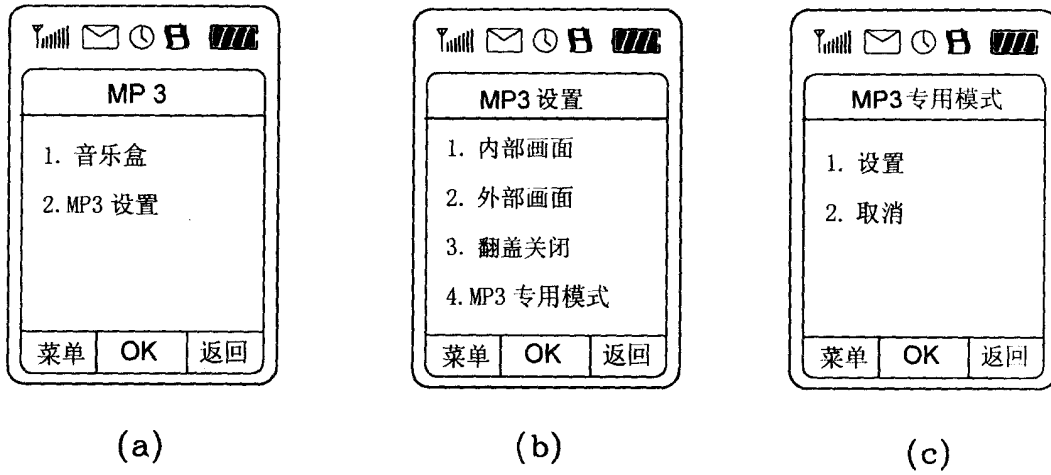 MP 3
1. 音乐盒
2. MP3 设置
菜单 OK 返回
(a)
MP3 设置
1. 内部画面
2. 外部画面
3. 翻盖关闭
4. MP3 专用模式
菜单 OK 返回
(b)
MP3 专用模式
1. 设置
2. 取消
菜单 OK 返回
(c)